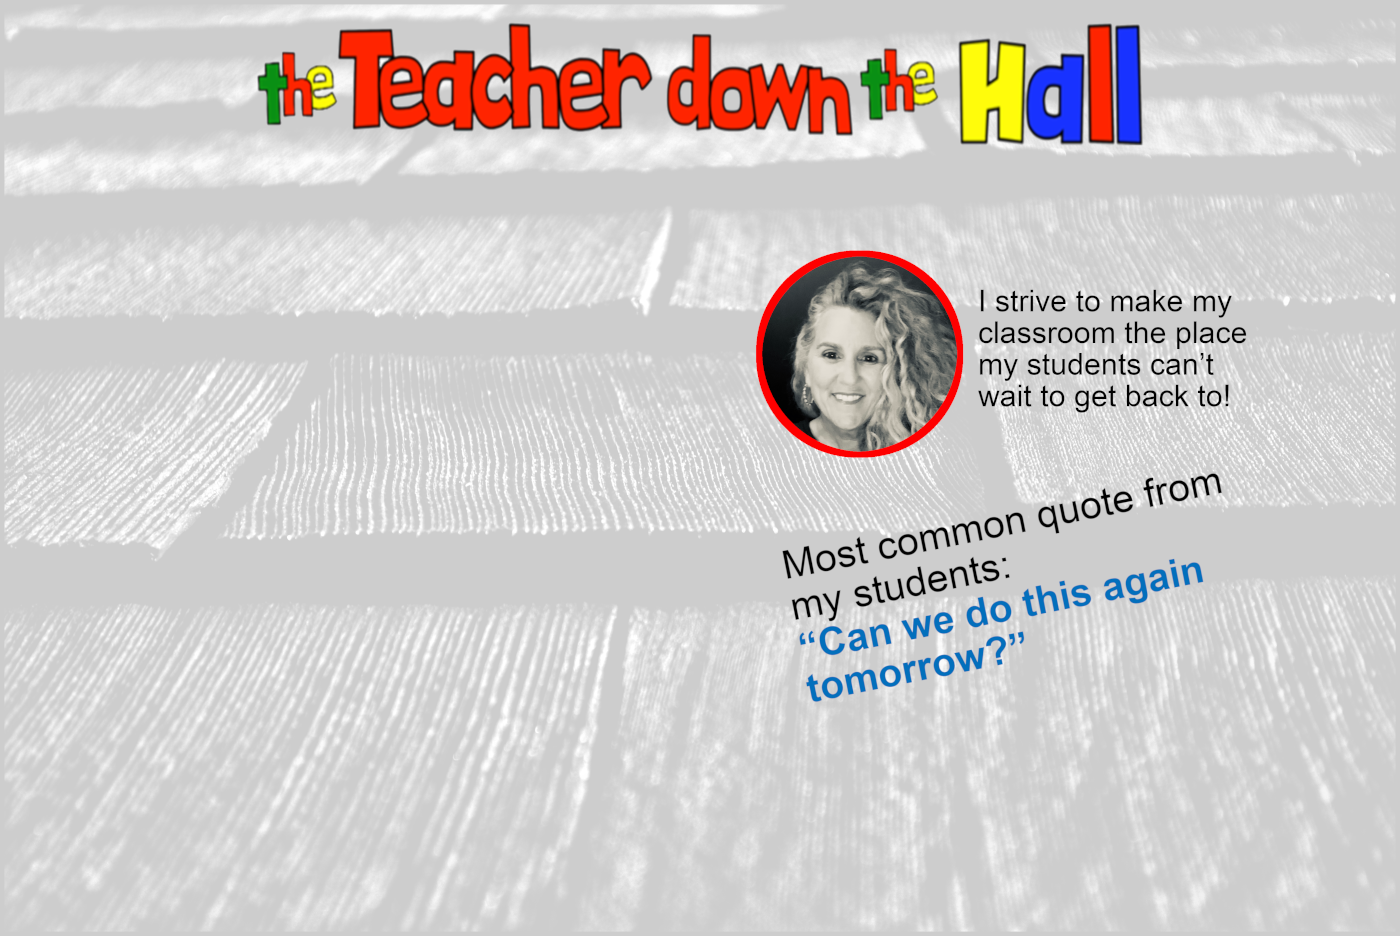 the Teacher down the Hall
I strive to make my
classroom the place
my students can’t
wait to get back to!
Most common quote from
my students:
“Can we do this again
tomorrow?”